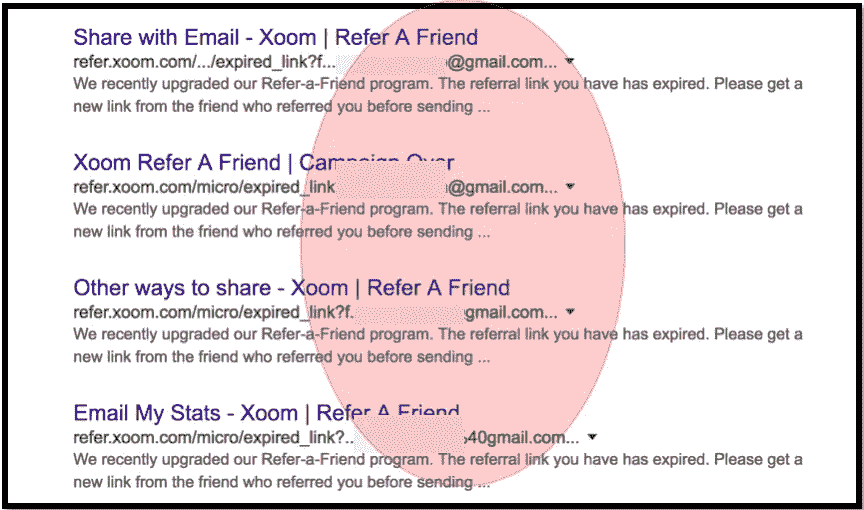 Share with Email - Xoom | Refer A Friend
refer.xoom.com/.../expired_link?f... @gmail.com...
We recently upgraded our Refer-a-Friend program. The referral link you have has expired. Please get a
new link from the friend who referred you before sending ...
Xoom Refer A Friend | Campaign Over
refer.xoom.com/micro/expired_link @gmail.com...
We recently upgraded our Refer-a-Friend program. The referral link you have has expired. Please get a
new link from the friend who referred you before sending ...
Other ways to share - Xoom | Refer A Friend
refer.xoom.com/micro/expired_link?f. gmail.com...
We recently upgraded our Refer-a-Friend program. The referral link you have has expired. Please get a
new link from the friend who referred you before sending ...
Email My Stats - Xoom | Refer A Friend
refer.xoom.com/micro/expired_link?.. 40gmail.com...
We recently upgraded our Refer-a-Friend program. The referral link you have has expired. Please get a
new link from the friend who referred you before sending ...